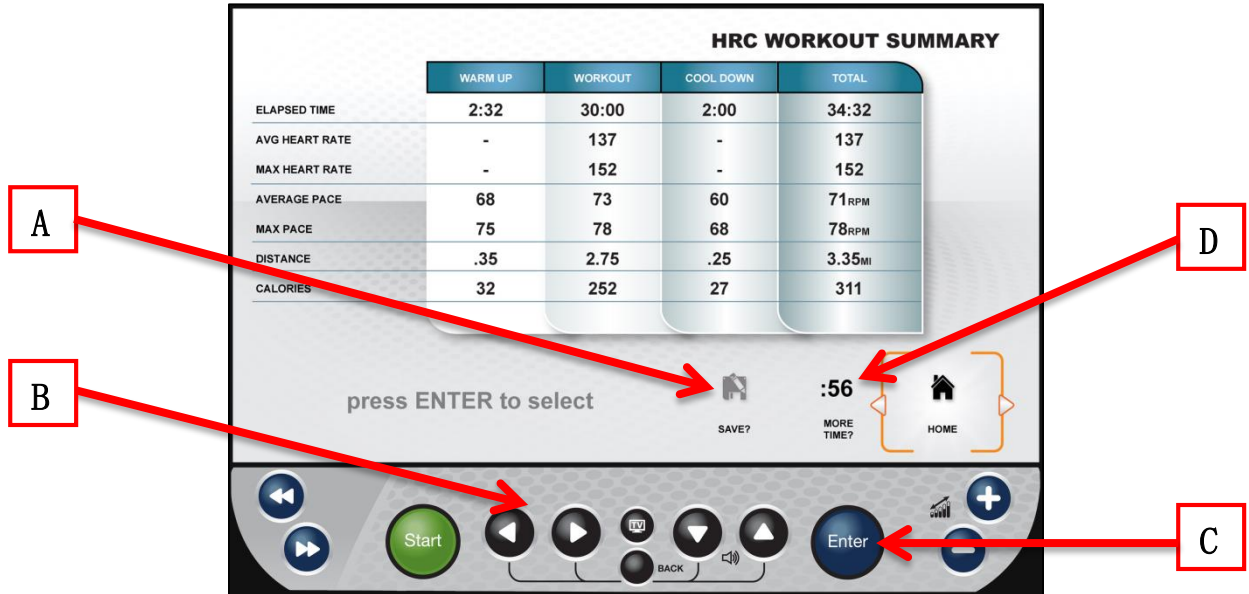 HRC WORKOUT SUMMARY
WARM UP WORKOUT COOL DOWN TOTAL
ELAPSED TIME 2:32 30:00 2:00 34:32
AVG HEART RATE - 137 - 137
MAX HEART RATE - 152 - 152
AVERAGE PACE 68 73 60 71RPM
MAX PACE 75 78 68 78RPM
DISTANCE .35 2.75 .25 3.35MI
CALORIES 32 252 27 311
A
D
B
press ENTER to select
:56
SAVE?
MORE
TIME?
HOME
Start
TV
BACK
Enter
C